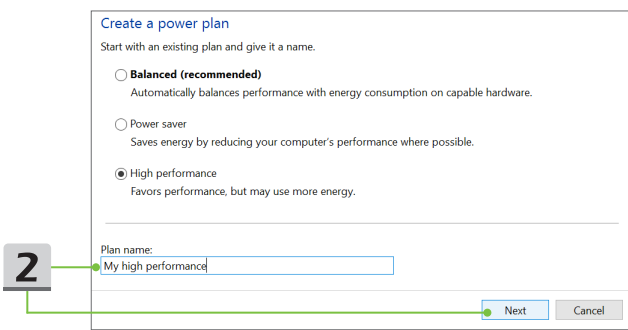 Create a power plan
Start with an existing plan and give it a name.
Balanced (recommended)
Automatically balances performance with energy consumption on capable hardware.
Power saver
Saves energy by reducing your computer's performance where possible.
High performance
Favors performance, but may use more energy.
Plan name:
2
My high performance
Next Cancel